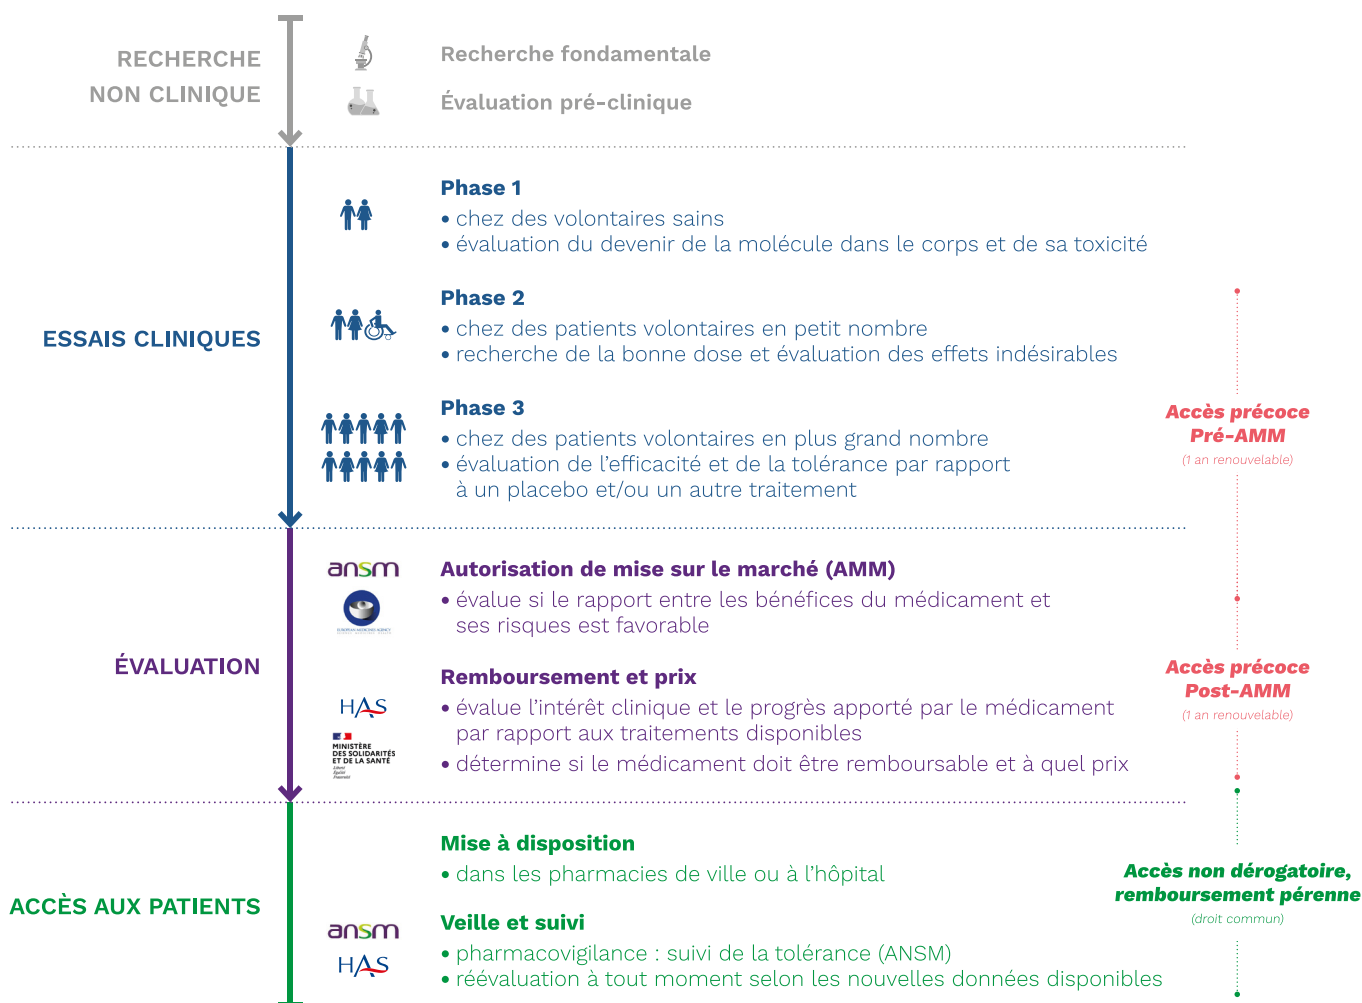 RECHERCHE
NON CLINIQUE
Recherche fondamentale
Évaluation pré-clinique
ESSAIS CLINIQUES
Phase 1
• chez des volontaires sains
• évaluation du devenir de la molécule dans le corps et de sa toxicité
Phase 2
• chez des patients volontaires en petit nombre
• recherche de la bonne dose et évaluation des effets indésirables
Phase 3
• chez des patients volontaires en plus grand nombre
• évaluation de l’efficacité et de la tolérance par rapport
à un placebo et/ou un autre traitement
Accès précoce
Pré-AMM
(1 an renouvelable)
ÉVALUATION
ansm
EUROPEAN MEDICINES AGENCY
Autorisation de mise sur le marché (AMM)
• évalue si le rapport entre les bénéfices du médicament et
ses risques est favorable
HAS
MINISTÈRE
DES SOLIDARITÉS
ET DE LA SANTÉ
Liberté
Égalité
Fraternité
Remboursement et prix
• évalue l’intérêt clinique et le progrès apporté par le médicament
par rapport aux traitements disponibles
• détermine si le médicament doit être remboursable et à quel prix
Accès précoce
Post-AMM
(1 an renouvelable)
ACCÈS AUX PATIENTS
Mise à disposition
• dans les pharmacies de ville ou à l’hôpital
ansm
HAS
Veille et suivi
• pharmacovigilance : suivi de la tolérance (ANSM)
• réévaluation à tout moment selon les nouvelles données disponibles
Accès non dérogatoire,
remboursement pérenne
(droit commun)